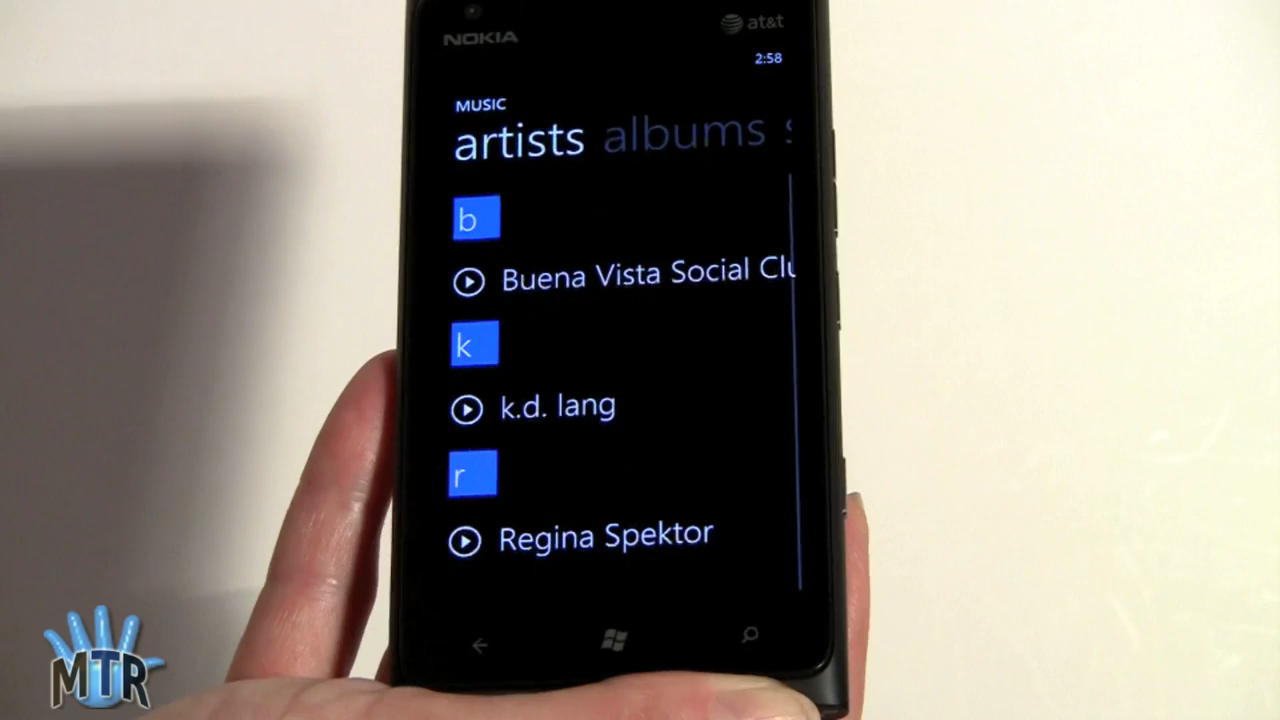 NOKIA
at&t
2:58
MUSIC
artists albums s
b
Buena Vista Social Clu
k
k.d. lang
r
Regina Spektor
MTR